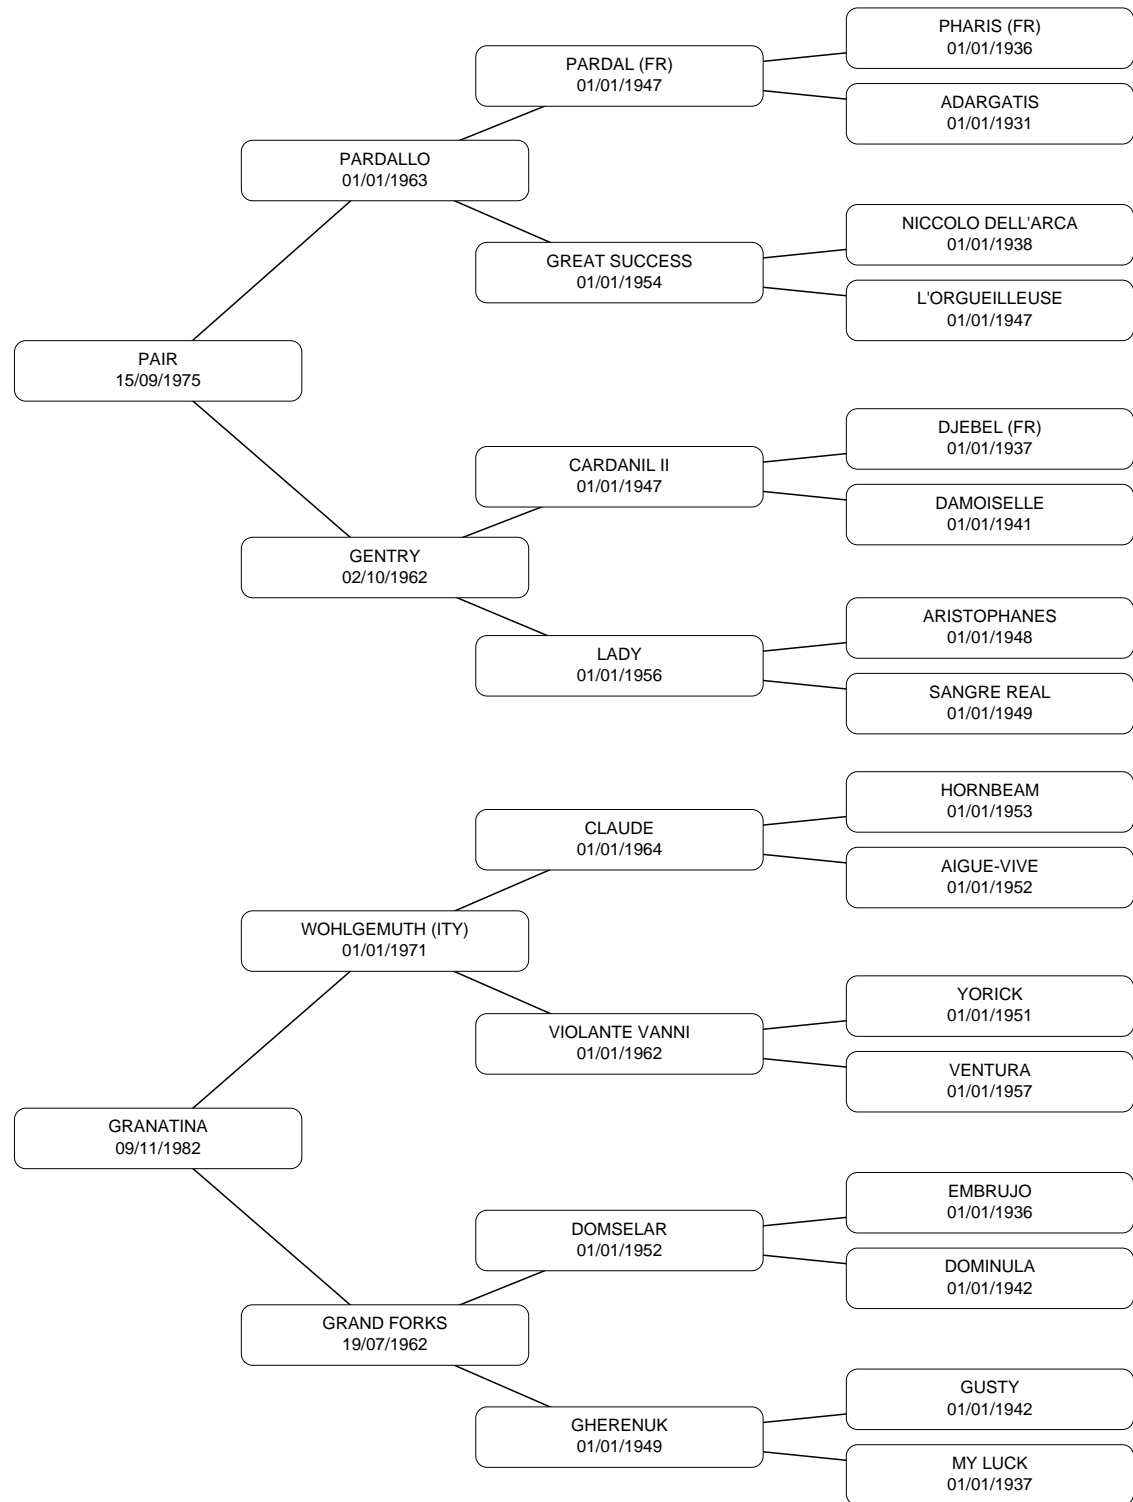 PHARIS (FR)
01/01/1936
PARDAL (FR)
01/01/1947
ADARGATIS
01/01/1931
PARDALLO
01/01/1963
NICCOLO DELL'ARCA
01/01/1938
GREAT SUCCESS
01/01/1954
L'ORGUEILLEUSE
01/01/1947
PAIR
15/09/1975
DJEBEL (FR)
01/01/1937
CARDANIL II
01/01/1947
DAMOISELLE
01/01/1941
GENTRY
02/10/1962
ARISTOPHANES
01/01/1948
LADY
01/01/1956
SANGRE REAL
01/01/1949
HORNBEAM
01/01/1953
CLAUDE
01/01/1964
AIGUE-VIVE
01/01/1952
WOHLGEMUTH (ITY)
01/01/1971
YORICK
01/01/1951
VIOLANTE VANNI
01/01/1962
VENTURA
01/01/1957
GRANATINA
09/11/1982
EMBRUJO
01/01/1936
DOMSELAR
01/01/1952
DOMINULA
01/01/1942
GRAND FORKS
19/07/1962
GUSTY
01/01/1942
GHERENUK
01/01/1949
MY LUCK
01/01/1937